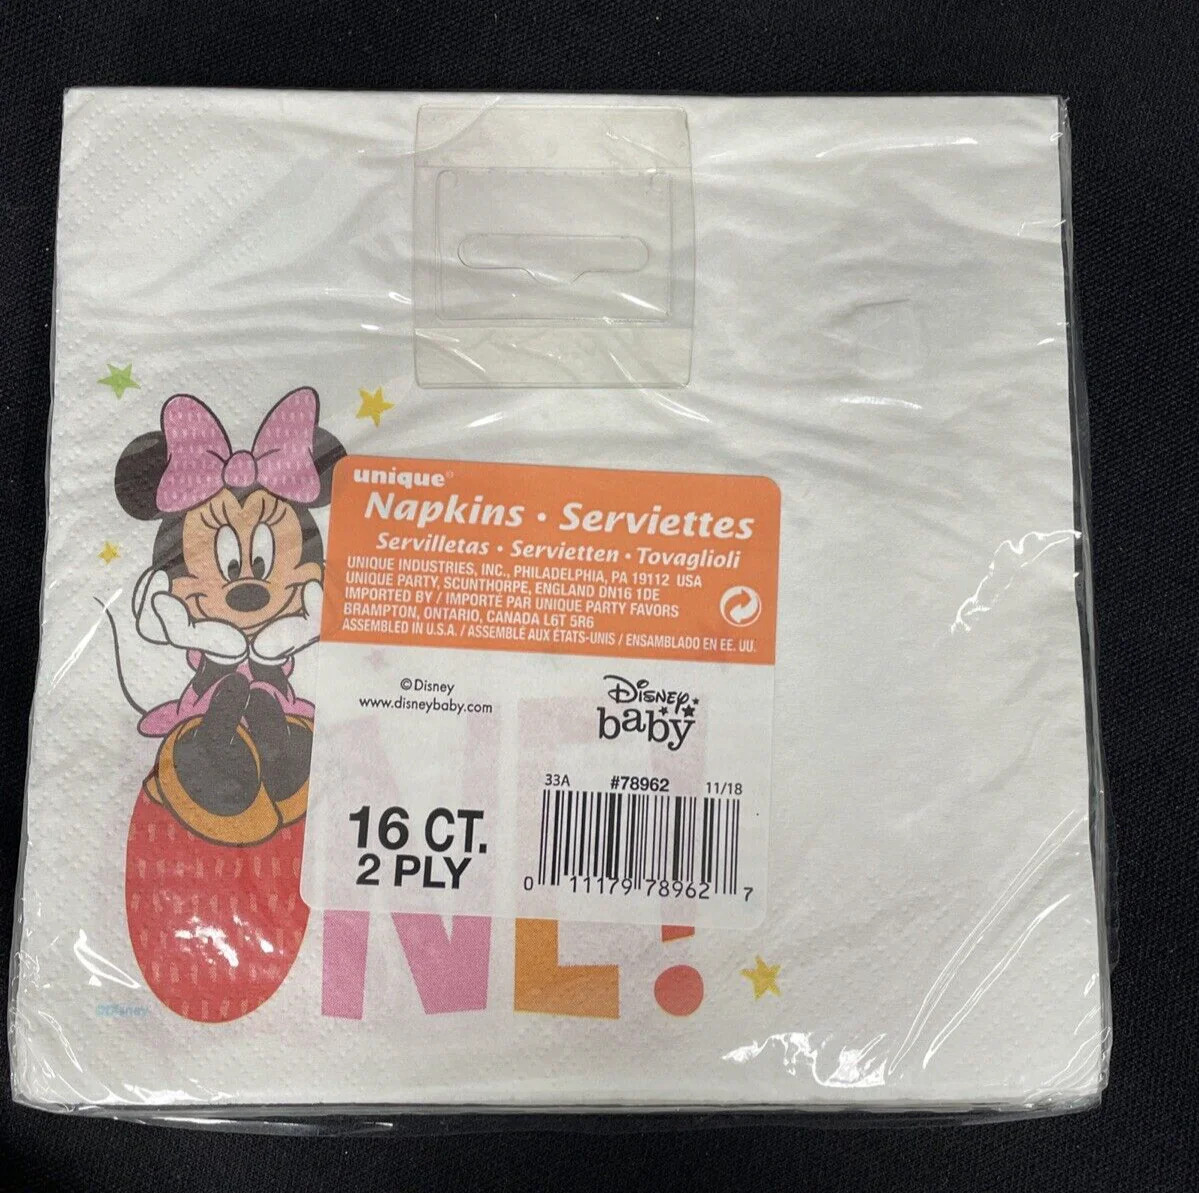 unique®
Napkins • Serviettes
Servilletas • Servietten • Tovaglioli
UNIQUE INDUSTRIES, INC., PHILADELPHIA, PA 19112 USA
UNIQUE PARTY, SCUNTHORPE, ENGLAND DN16 1DE
IMPORTED BY / IMPORTÉ PAR UNIQUE PARTY FAVORS
BRAMPTON, ONTARIO, CANADA L6T 5R6
ASSEMBLED IN U.S.A. / ASSEMBLÉ AUX ÉTATS-UNIS / ENSAMBLADO EN EE. UU.
©Disney
www.disneybaby.com
Disney
baby
33A #78962 11/18
16 CT.
2 PLY
0 11179 78962 7
ONE!
©Disney